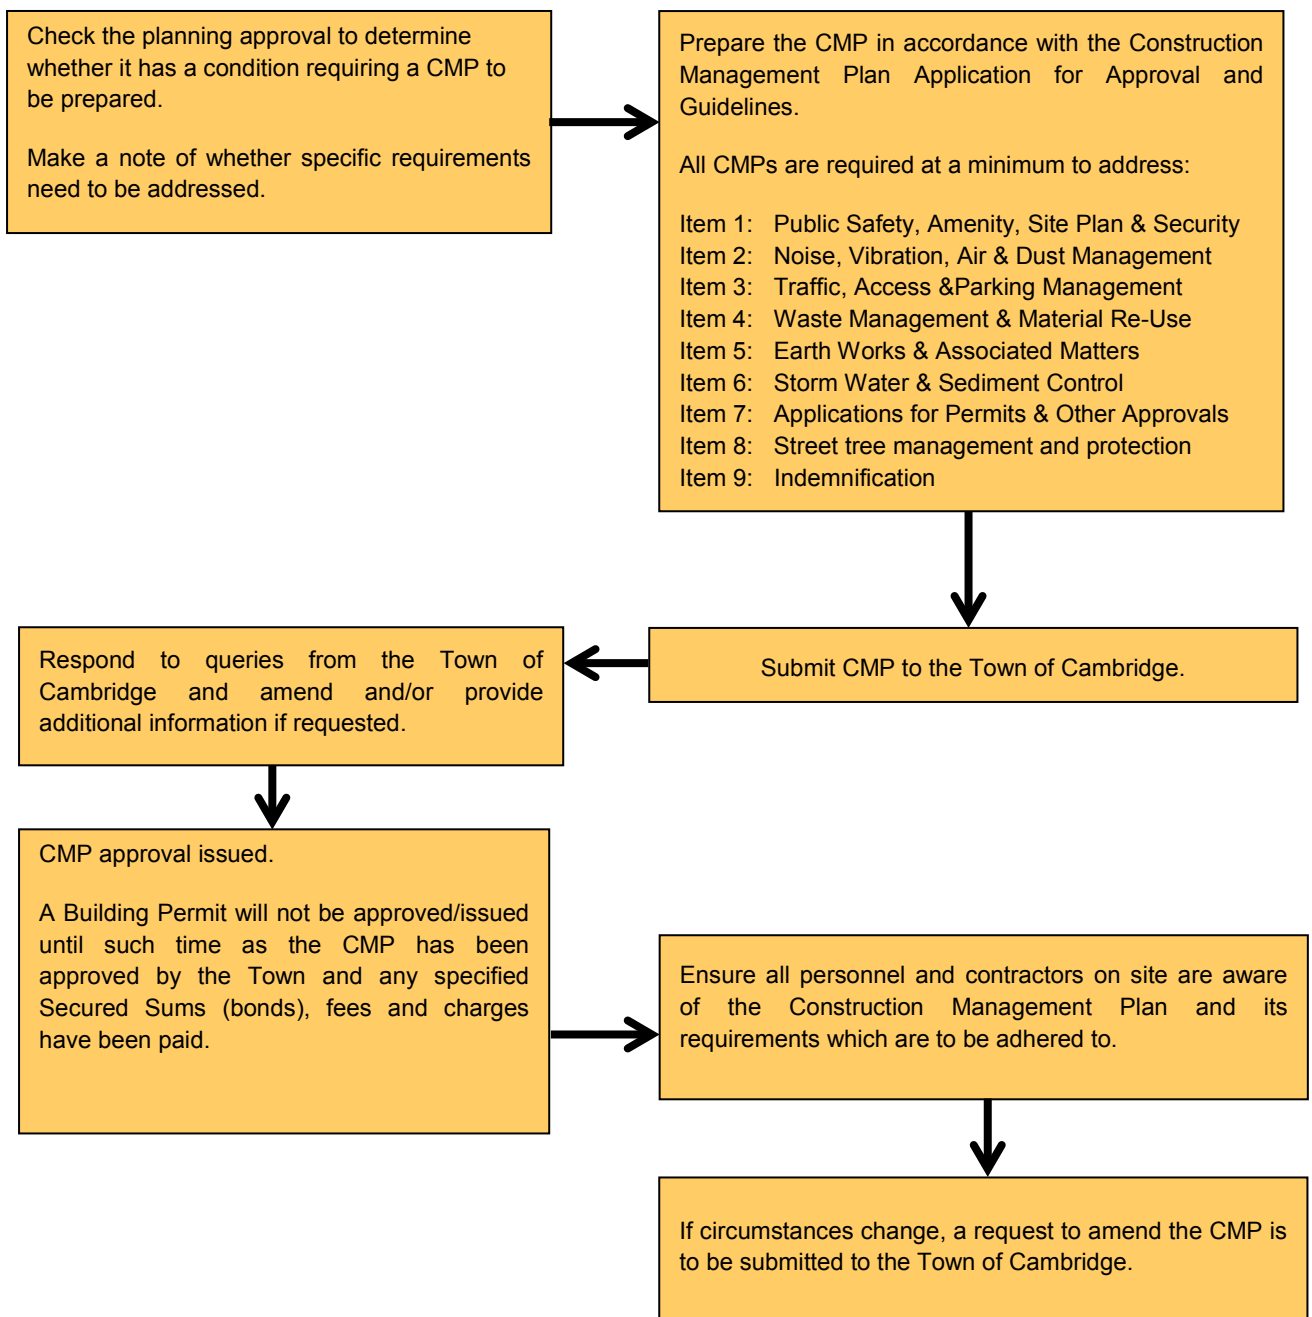 Check the planning approval to determine
whether it has a condition requiring a CMP to
be prepared.
Make a note of whether specific requirements
need to be addressed.
Prepare the CMP in accordance with the Construction
Management Plan Application for Approval and
Guidelines.
All CMPs are required at a minimum to address:
Item 1: Public Safety, Amenity, Site Plan & Security
Item 2: Noise, Vibration, Air & Dust Management
Item 3: Traffic, Access &Parking Management
Item 4: Waste Management & Material Re-Use
Item 5: Earth Works & Associated Matters
Item 6: Storm Water & Sediment Control
Item 7: Applications for Permits & Other Approvals
Item 8: Street tree management and protection
Item 9: Indemnification
Submit CMP to the Town of Cambridge.
Respond to queries from the Town of
Cambridge and amend and/or provide
additional information if requested.
CMP approval issued.
A Building Permit will not be approved/issued
until such time as the CMP has been
approved by the Town and any specified
Secured Sums (bonds), fees and charges
have been paid.
Ensure all personnel and contractors on site are aware
of the Construction Management Plan and its
requirements which are to be adhered to.
If circumstances change, a request to amend the CMP is
to be submitted to the Town of Cambridge.